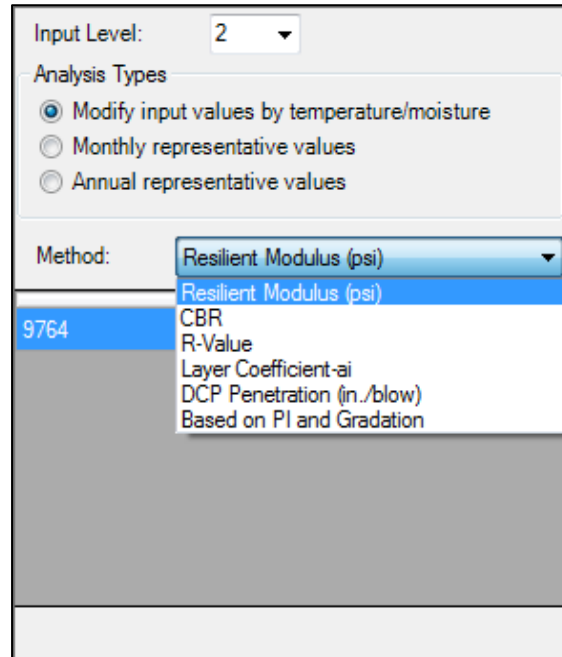 Input Level: 2
Analysis Types
Modify input values by temperature/moisture
Monthly representative values
Annual representative values
Method: Resilient Modulus (psi)
Resilient Modulus (psi)
9764
CBR
R-Value
Layer Coefficient-ai
DCP Penetration (in./blow)
Based on PI and Gradation